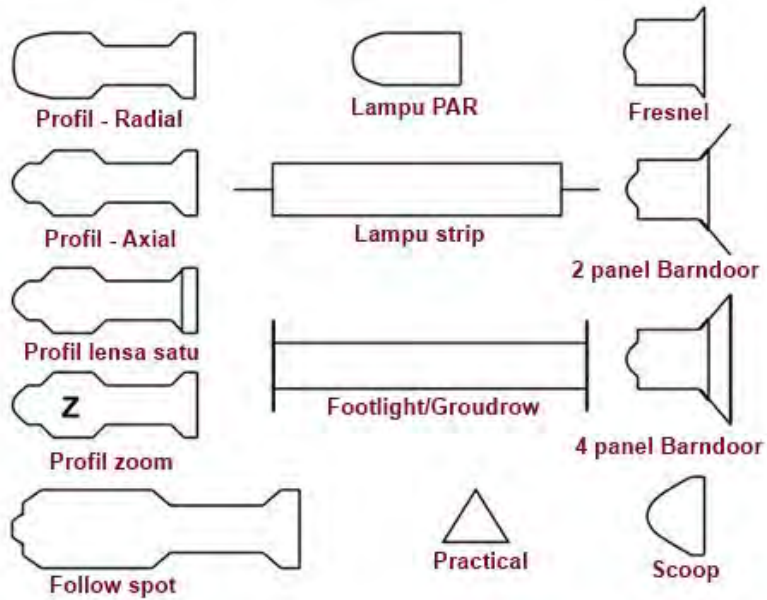 Profil - Radial
Lampu PAR
Fresnel
Profil - Axial
Lampu strip
2 panel Barndoor
Profil lensa satu
Z
Profil zoom
Footlight/Groudrow
4 panel Barndoor
Follow spot
Practical
Scoop